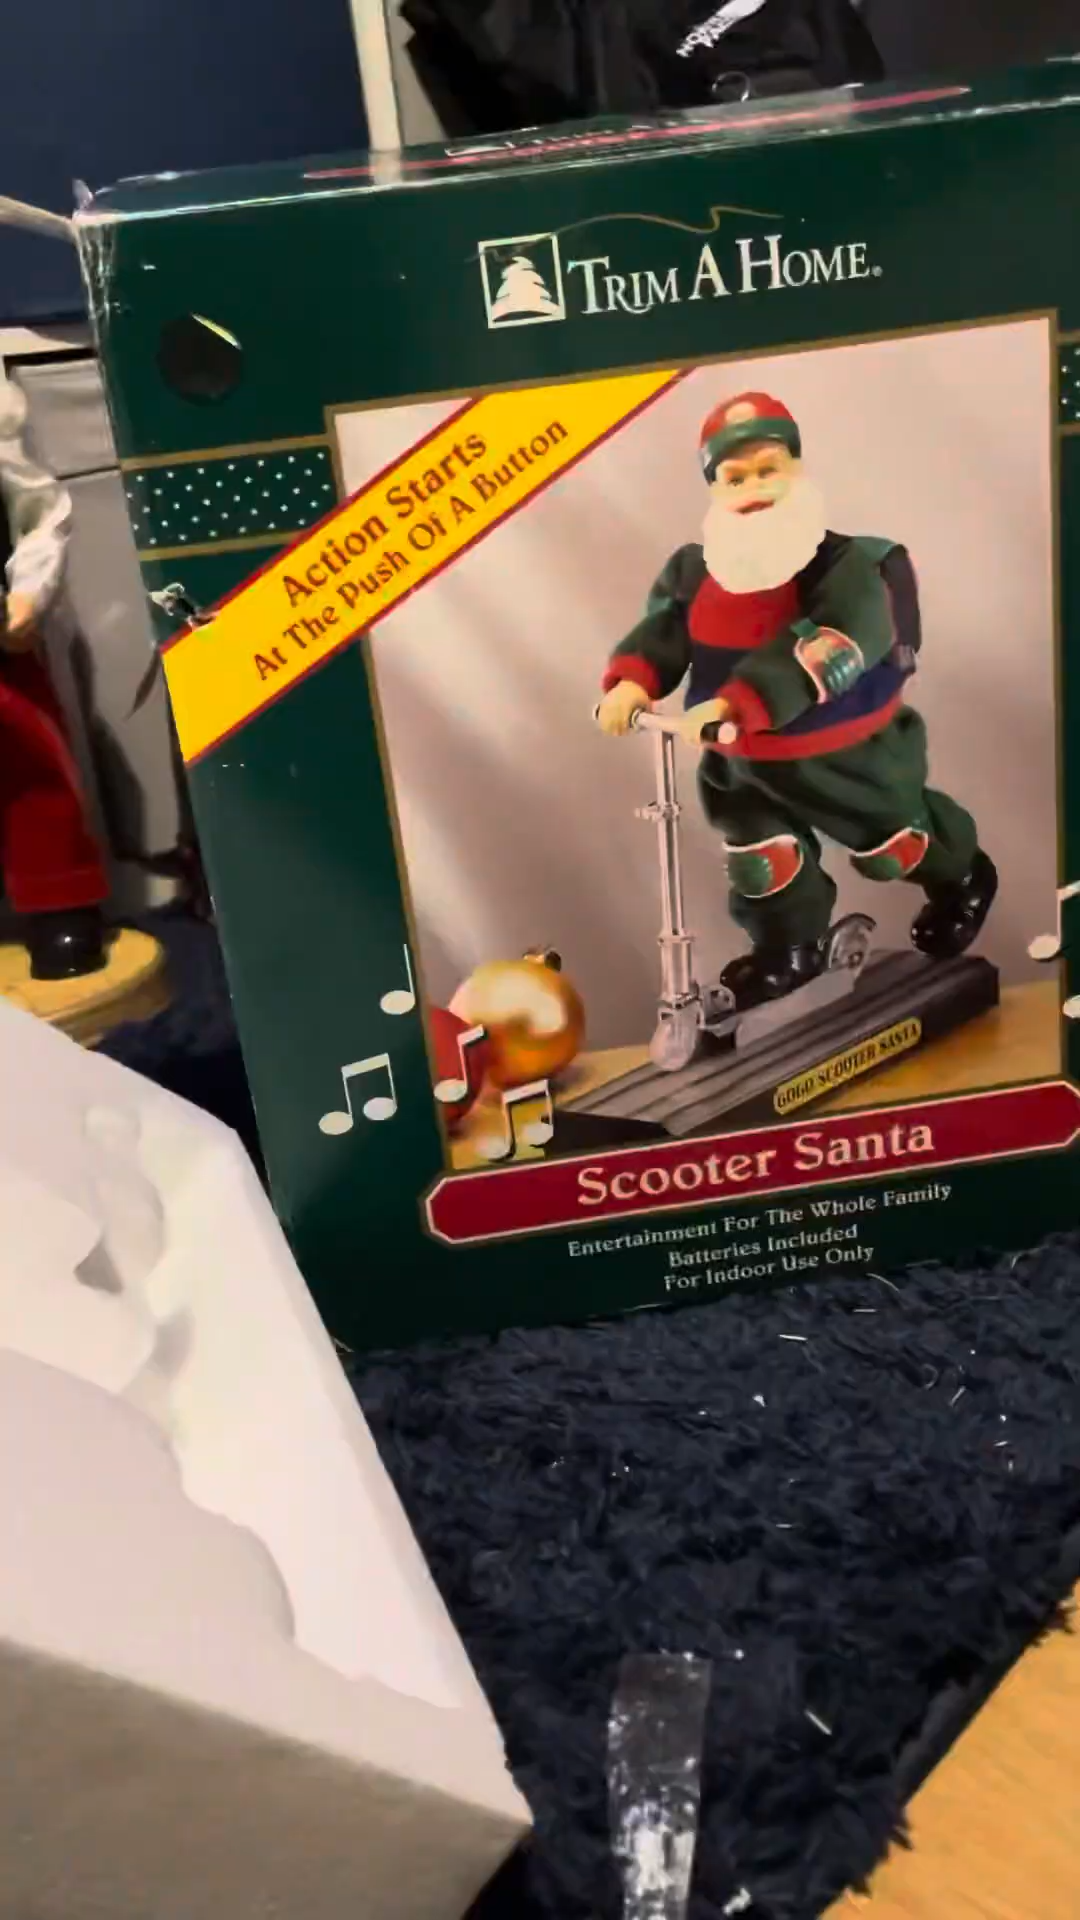 TRIM A HOME®
Action Starts
At The Push Of A Button
GOGO SCOOTER SANTA
Scooter Santa
Entertainment For The Whole Family
Batteries Included
For Indoor Use Only